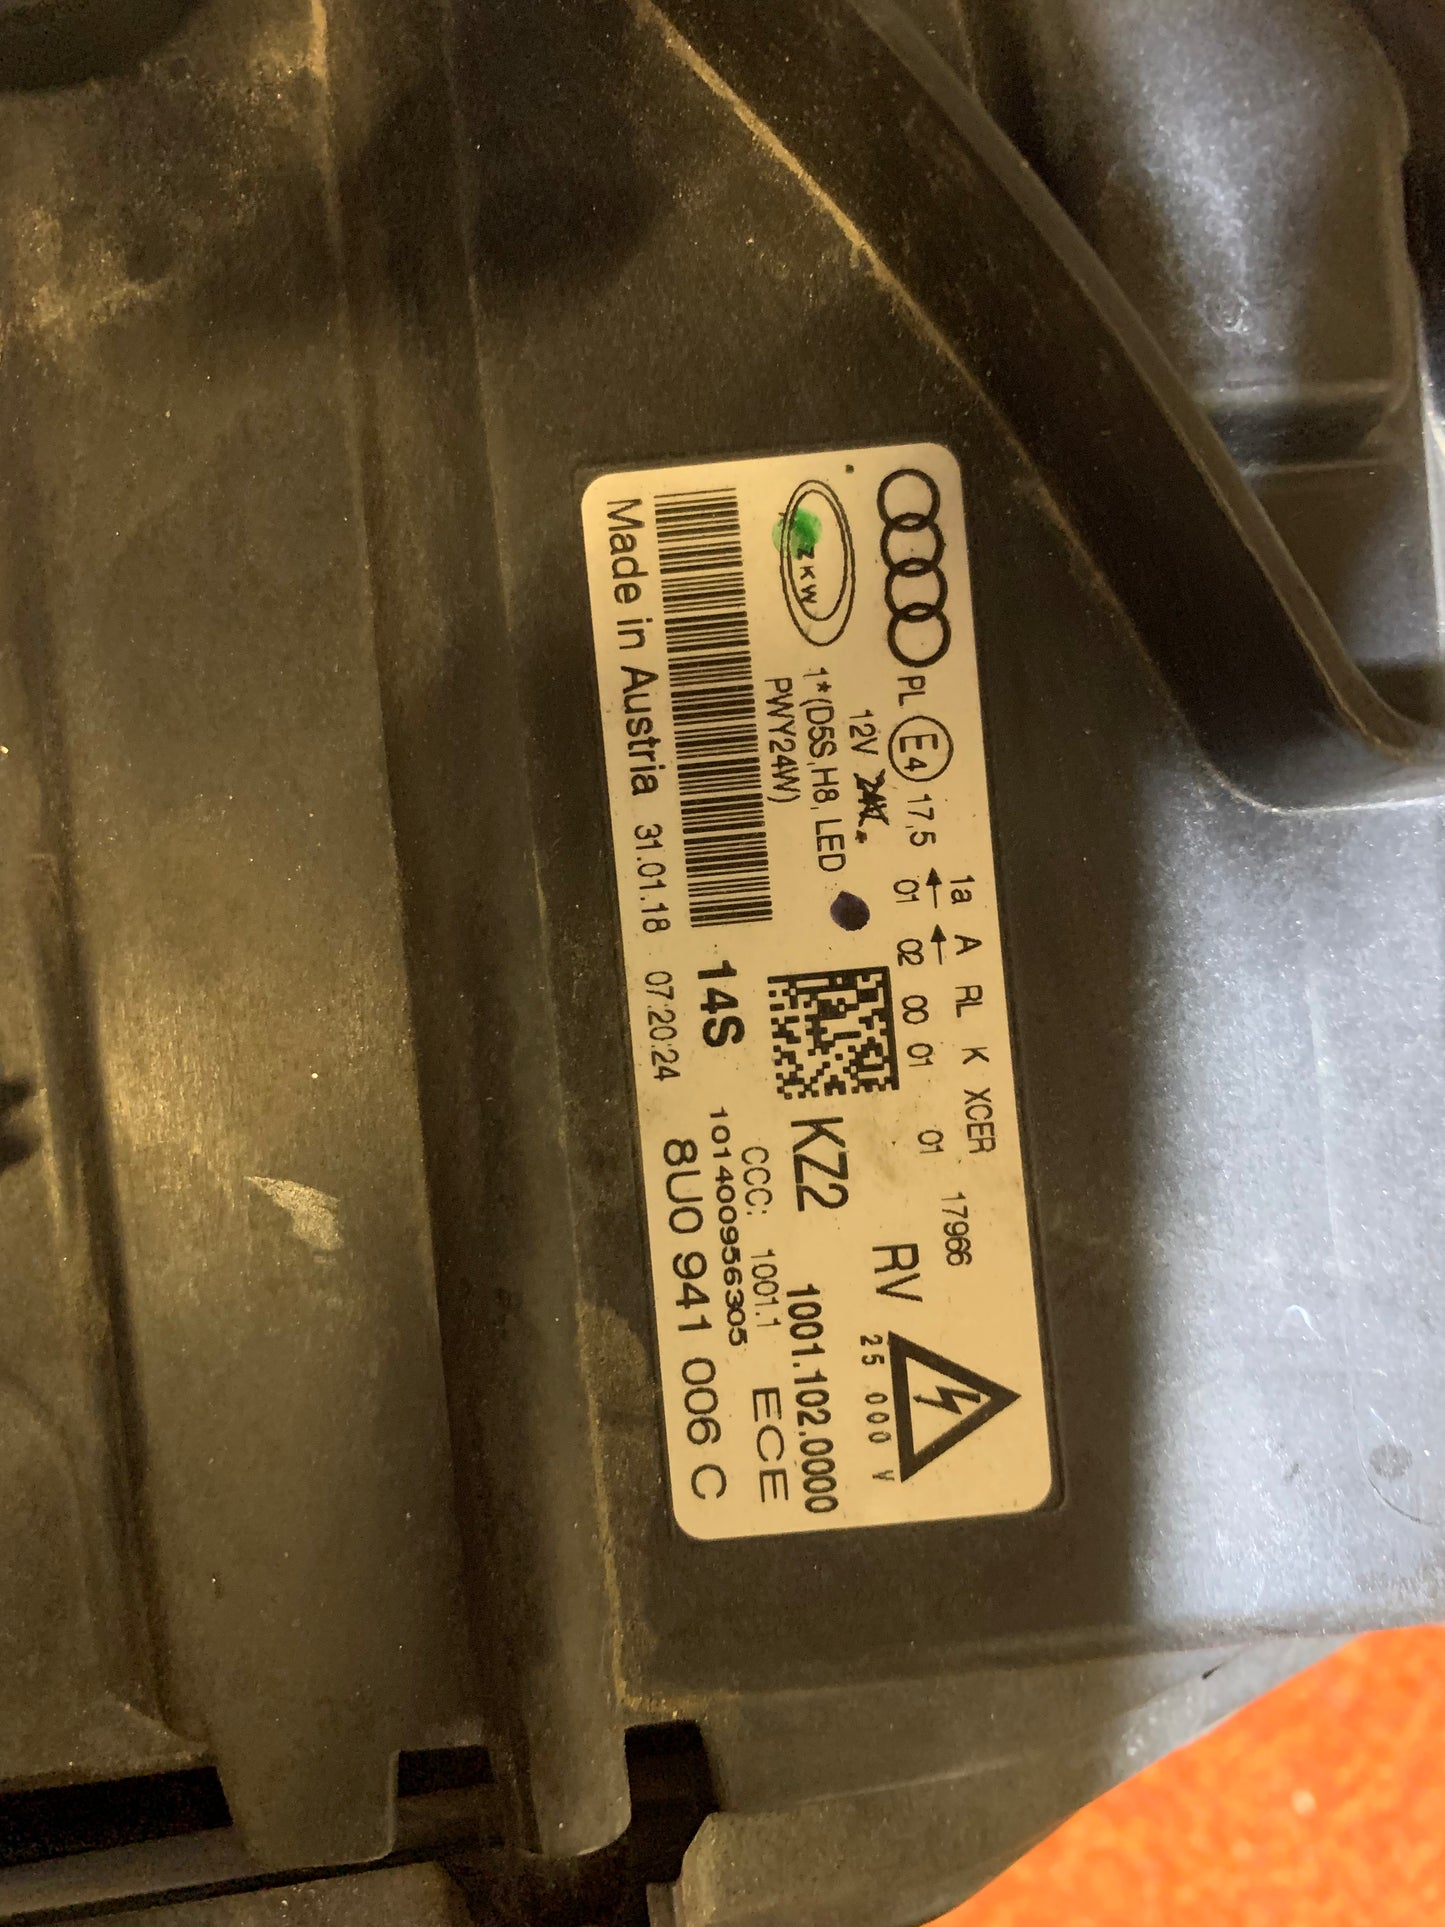 1a A RL K XCER 17966
PL E4 17,5 ← 01 ← 02 00 01 01
12V
RV
25 000 V
ZKW
1*(D5S,H8, LED
PWY24W)
KZ2 1001.102.0000
CCC: 1001.1 ECE
14S 101400956305
Made in Austria 31.01.18 07:20:24 8U0 941 006 C